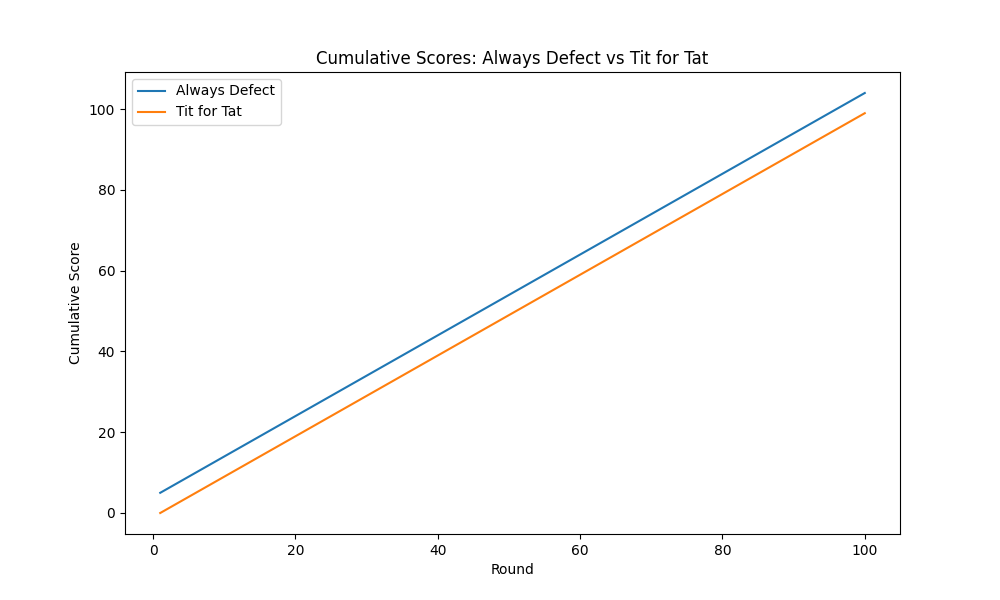 Cumulative Scores: Always Defect vs Tit for Tat
Always Defect
Tit for Tat
Cumulative Score
100
80
60
40
20
0
0 20 40 60 80 100
Round